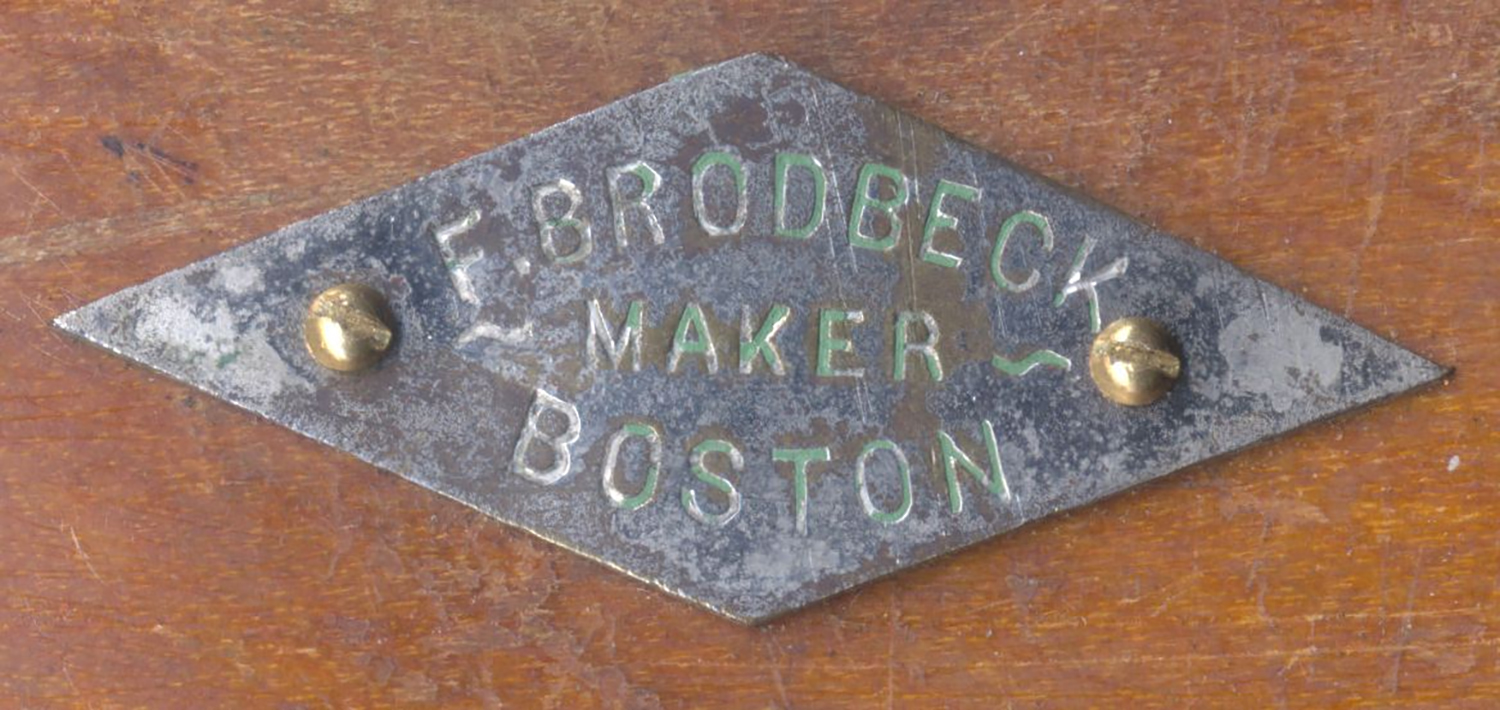 F. BRODBECK
~ MAKER ~
BOSTON